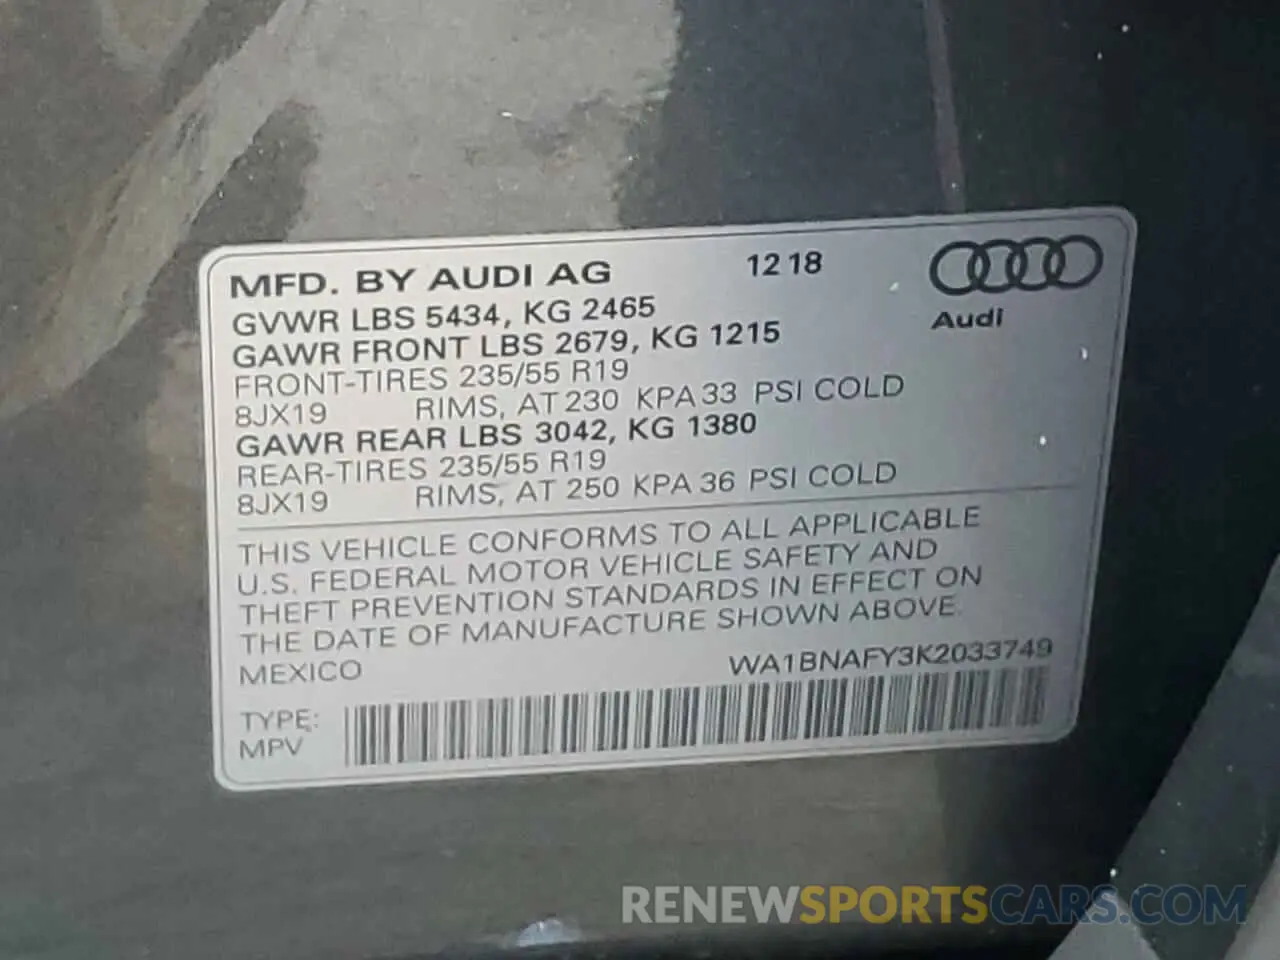 MFD. BY AUDI AG 12 18
GVWR LBS 5434, KG 2465
Audi
GAWR FRONT LBS 2679, KG 1215
FRONT-TIRES 235/55 R19
8JX19 RIMS, AT 230 KPA 33 PSI COLD
GAWR REAR LBS 3042, KG 1380
REAR-TIRES 235/55 R19
8JX19 RIMS, AT 250 KPA 36 PSI COLD
THIS VEHICLE CONFORMS TO ALL APPLICABLE
U.S. FEDERAL MOTOR VEHICLE SAFETY AND
THEFT PREVENTION STANDARDS IN EFFECT ON
THE DATE OF MANUFACTURE SHOWN ABOVE.
MEXICO WA1BNAFY3K2033749
TYPE:
MPV
RENEWSPORTSCARS.COM